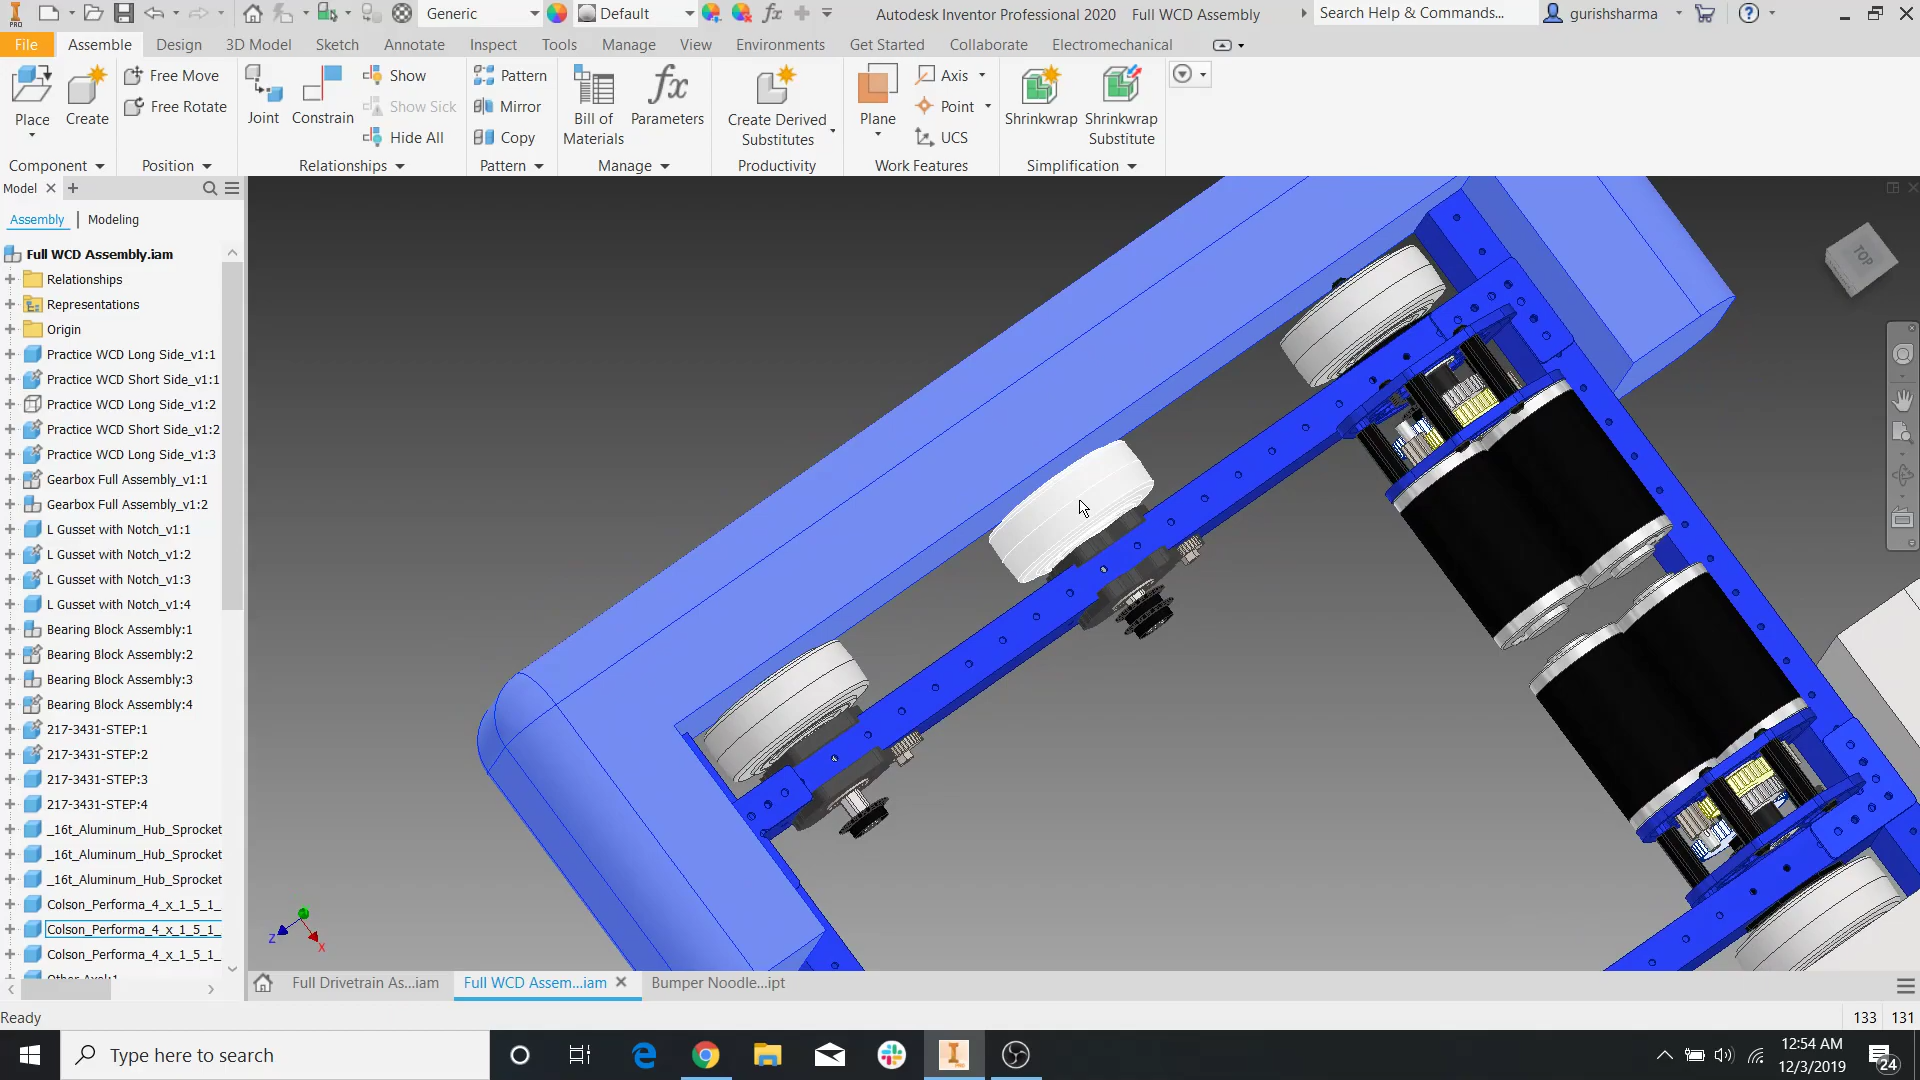 PRO
Generic
Default
fx
Autodesk Inventor Professional 2020 Full WCD Assembly
Search Help & Commands...
gurishsharma
File
Assemble
Design
3D Model
Sketch
Annotate
Inspect
Tools
Manage
View
Environments
Get Started
Collaborate
Electromechanical
Place
Create
Free Move
Free Rotate
Joint
Constrain
Show
Show Sick
Hide All
Pattern
Mirror
Copy
Bill of
Materials
fx
Parameters
Create Derived
Substitutes
Plane
Axis
Point
UCS
Shrinkwrap
Shrinkwrap
Substitute
Component
Position
Relationships
Pattern
Manage
Productivity
Work Features
Simplification
Model
Assembly
Modeling
Full WCD Assembly.iam
Relationships
Representations
Origin
Practice WCD Long Side_v1:1
Practice WCD Short Side_v1:1
Practice WCD Long Side_v1:2
Practice WCD Short Side_v1:2
Practice WCD Long Side_v1:3
Gearbox Full Assembly_v1:1
Gearbox Full Assembly_v1:2
L Gusset with Notch_v1:1
L Gusset with Notch_v1:2
L Gusset with Notch_v1:3
L Gusset with Notch_v1:4
Bearing Block Assembly:1
Bearing Block Assembly:2
Bearing Block Assembly:3
Bearing Block Assembly:4
217-3431-STEP:1
217-3431-STEP:2
217-3431-STEP:3
217-3431-STEP:4
_16t_Aluminum_Hub_Sprocket
_16t_Aluminum_Hub_Sprocket
_16t_Aluminum_Hub_Sprocket
Colson_Performa_4_x_1_5_1_
Colson_Performa_4_x_1_5_1_
Colson_Performa_4_x_1_5_1_
Other Axel:1
TOP
Z
X
Full Drivetrain As...iam
Full WCD Assem...iam
Bumper Noodle...ipt
Ready
133 131
Type here to search
12:54 AM
12/3/2019
24